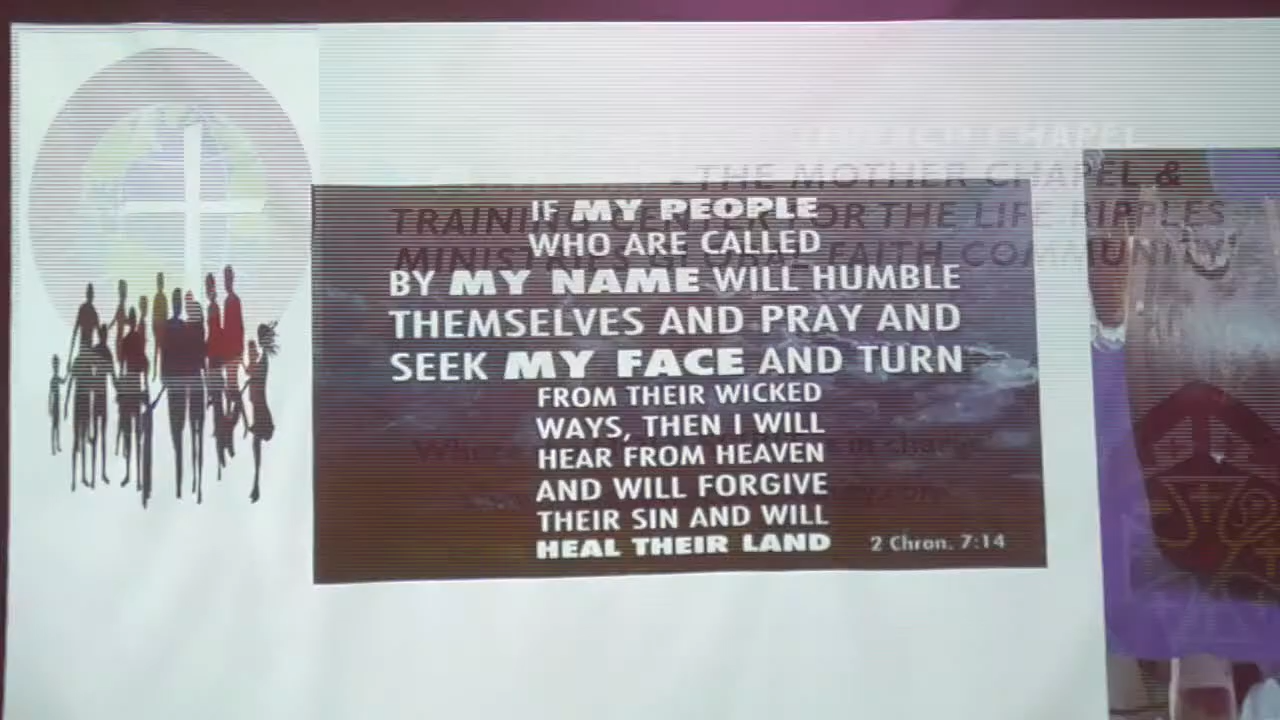 CHAPEL
THE MOTHER CHAPEL &
TRAINING CENTER FOR THE LIFE RIPPLES
FAITH COMMUNITY
IF MY PEOPLE
WHO ARE CALLED
BY MY NAME WILL HUMBLE
THEMSELVES AND PRAY AND
SEEK MY FACE AND TURN
FROM THEIR WICKED
WAYS, THEN I WILL
HEAR FROM HEAVEN
AND WILL FORGIVE
THEIR SIN AND WILL
HEAL THEIR LAND
2 Chron. 7:14